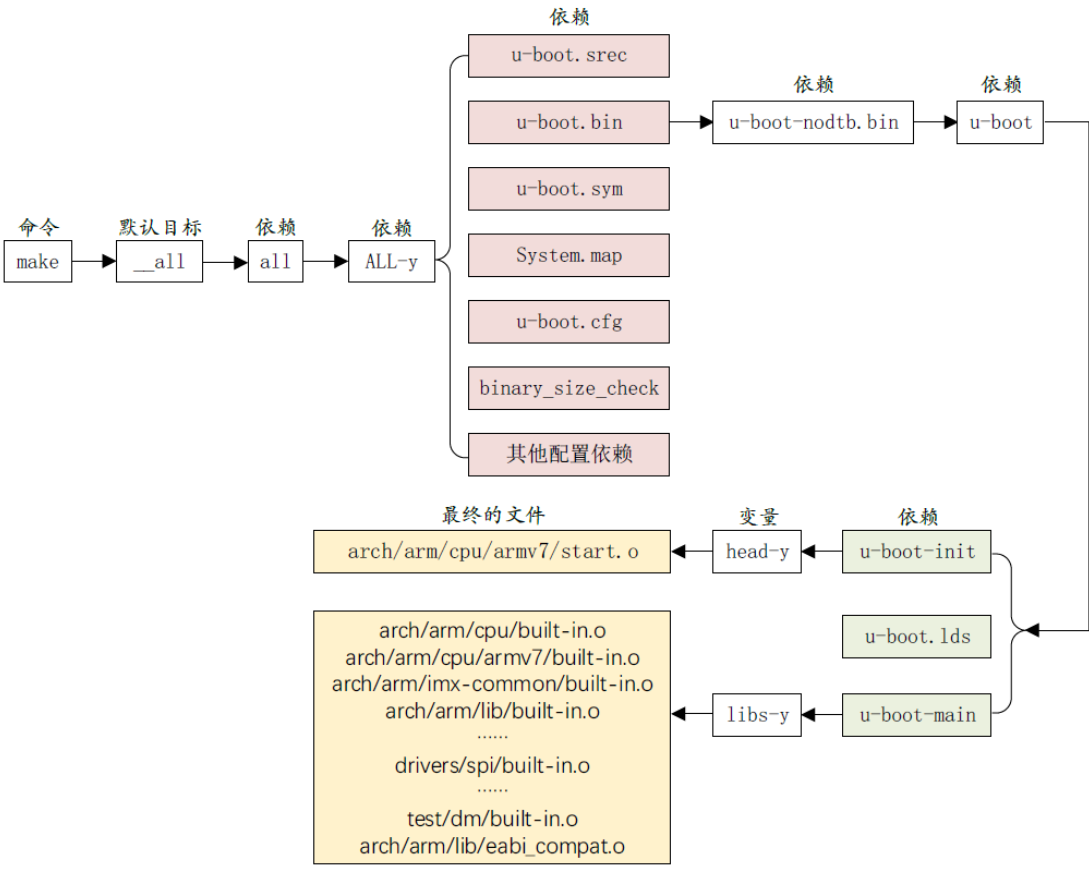 依赖
u-boot.srec
依赖
依赖
u-boot.bin
u-boot-nodtb.bin
u-boot
u-boot.sym
命令
默认目标
依赖
依赖
make
__all
all
ALL-y
System.map
u-boot.cfg
binary_size_check
其他配置依赖
最终的文件
变量
依赖
arch/arm/cpu/armv7/start.o
head-y
u-boot-init
arch/arm/cpu/built-in.o
arch/arm/cpu/armv7/built-in.o
arch/arm/imx-common/built-in.o
arch/arm/lib/built-in.o
......
drivers/spi/built-in.o
......
test/dm/built-in.o
arch/arm/lib/eabi_compat.o
u-boot.lds
libs-y
u-boot-main